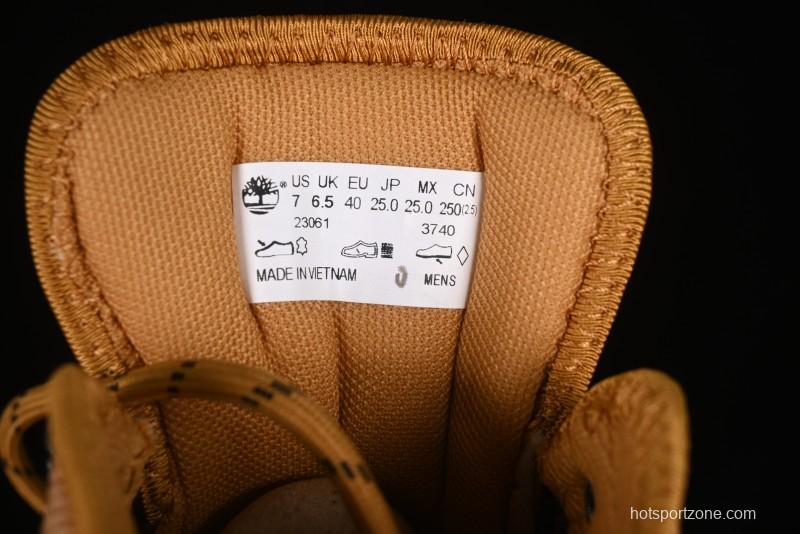 ® US UK EU JP MX CN
7 6.5 40 25.0 25.0 250(2.5)
23061 3740
MADE IN VIETNAM MENS
hotsportzone.com